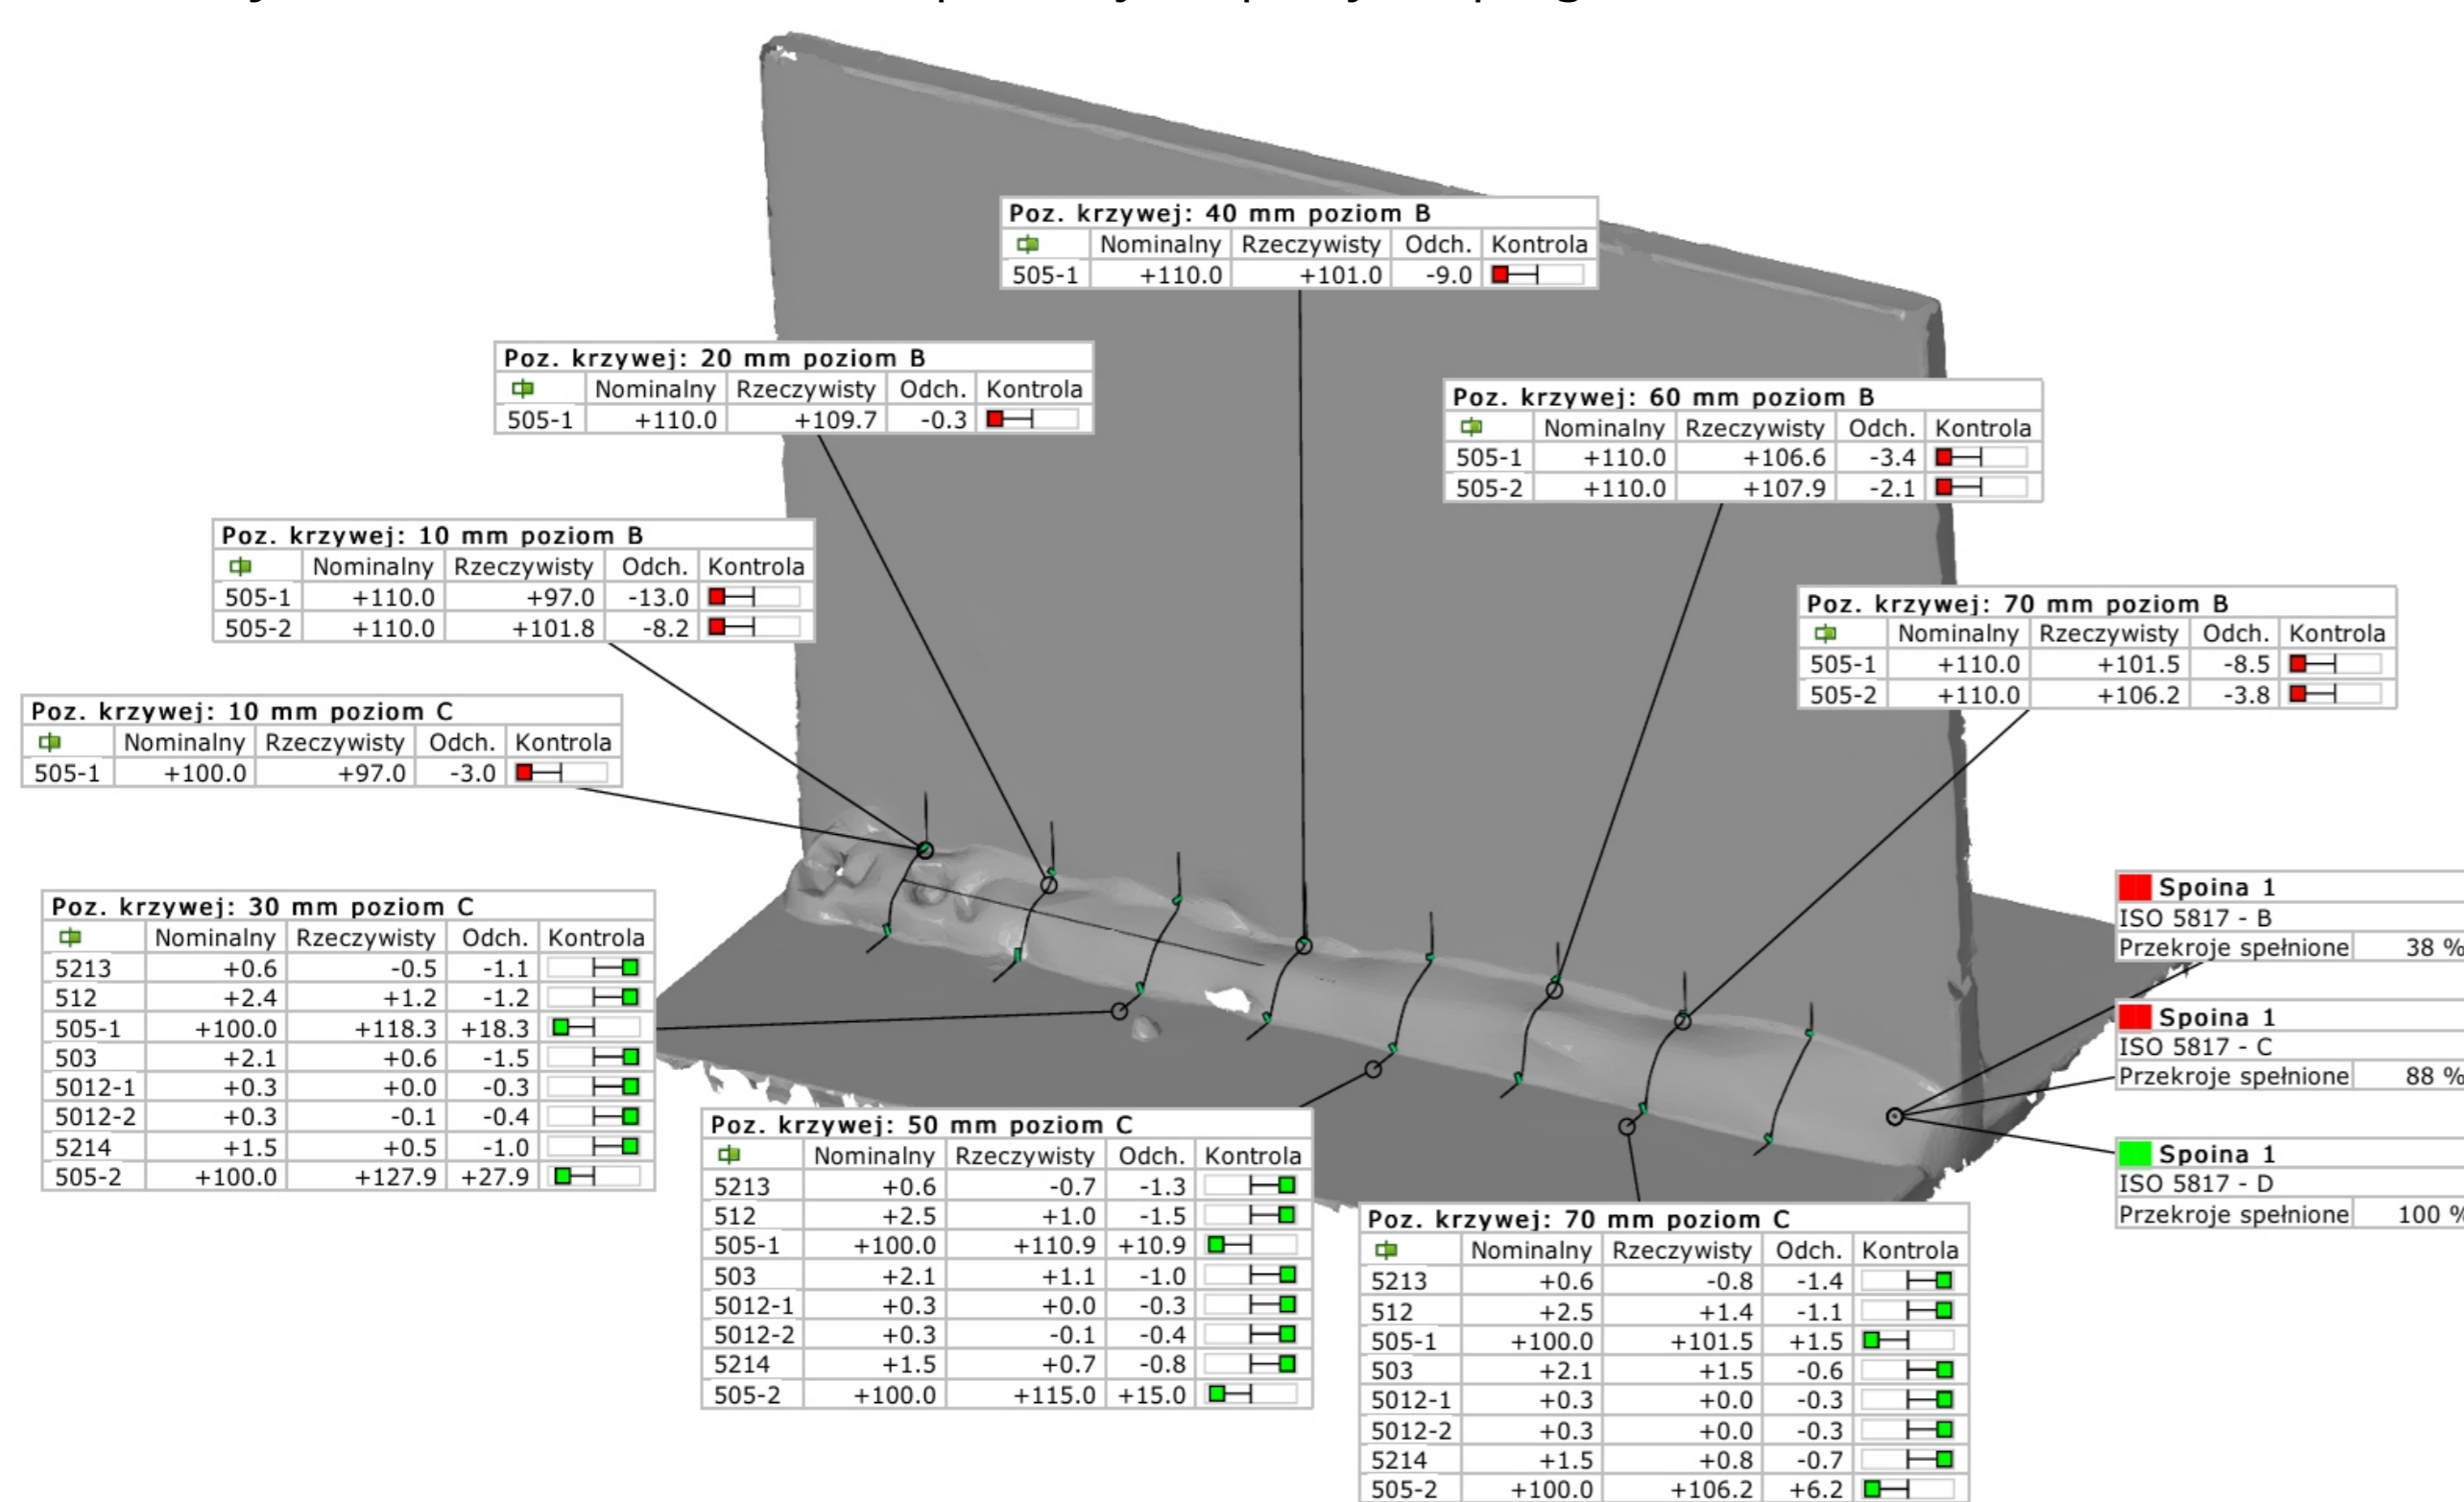 Poz. krzywej: 40 mm poziom B
Nominalny Rzeczywisty Odch. Kontrola
505-1 +110.0 +101.0 -9.0
Poz. krzywej: 20 mm poziom B
Nominalny Rzeczywisty Odch. Kontrola
505-1 +110.0 +109.7 -0.3
Poz. krzywej: 60 mm poziom B
Nominalny Rzeczywisty Odch. Kontrola
505-1 +110.0 +106.6 -3.4
505-2 +110.0 +107.9 -2.1
Poz. krzywej: 10 mm poziom B
Nominalny Rzeczywisty Odch. Kontrola
505-1 +110.0 +97.0 -13.0
505-2 +110.0 +101.8 -8.2
Poz. krzywej: 70 mm poziom B
Nominalny Rzeczywisty Odch. Kontrola
505-1 +110.0 +101.5 -8.5
505-2 +110.0 +106.2 -3.8
Poz. krzywej: 10 mm poziom C
Nominalny Rzeczywisty Odch. Kontrola
505-1 +100.0 +97.0 -3.0
Poz. krzywej: 30 mm poziom C
Nominalny Rzeczywisty Odch. Kontrola
5213 +0.6 -0.5 -1.1
512 +2.4 +1.2 -1.2
505-1 +100.0 +118.3 +18.3
503 +2.1 +0.6 -1.5
5012-1 +0.3 +0.0 -0.3
5012-2 +0.3 -0.1 -0.4
5214 +1.5 +0.5 -1.0
505-2 +100.0 +127.9 +27.9
Spoina 1
ISO 5817 - B
Przekroje spełnione 38 %
Spoina 1
ISO 5817 - C
Przekroje spełnione 88 %
Spoina 1
ISO 5817 - D
Przekroje spełnione 100 %
Poz. krzywej: 50 mm poziom C
Nominalny Rzeczywisty Odch. Kontrola
5213 +0.6 -0.7 -1.3
512 +2.5 +1.0 -1.5
505-1 +100.0 +110.9 +10.9
503 +2.1 +1.1 -1.0
5012-1 +0.3 +0.0 -0.3
5012-2 +0.3 -0.1 -0.4
5214 +1.5 +0.7 -0.8
505-2 +100.0 +115.0 +15.0
Poz. krzywej: 70 mm poziom C
Nominalny Rzeczywisty Odch. Kontrola
5213 +0.6 -0.8 -1.4
512 +2.5 +1.4 -1.1
505-1 +100.0 +101.5 +1.5
503 +2.1 +1.5 -0.6
5012-1 +0.3 +0.0 -0.3
5012-2 +0.3 +0.0 -0.3
5214 +1.5 +0.8 -0.7
505-2 +100.0 +106.2 +6.2